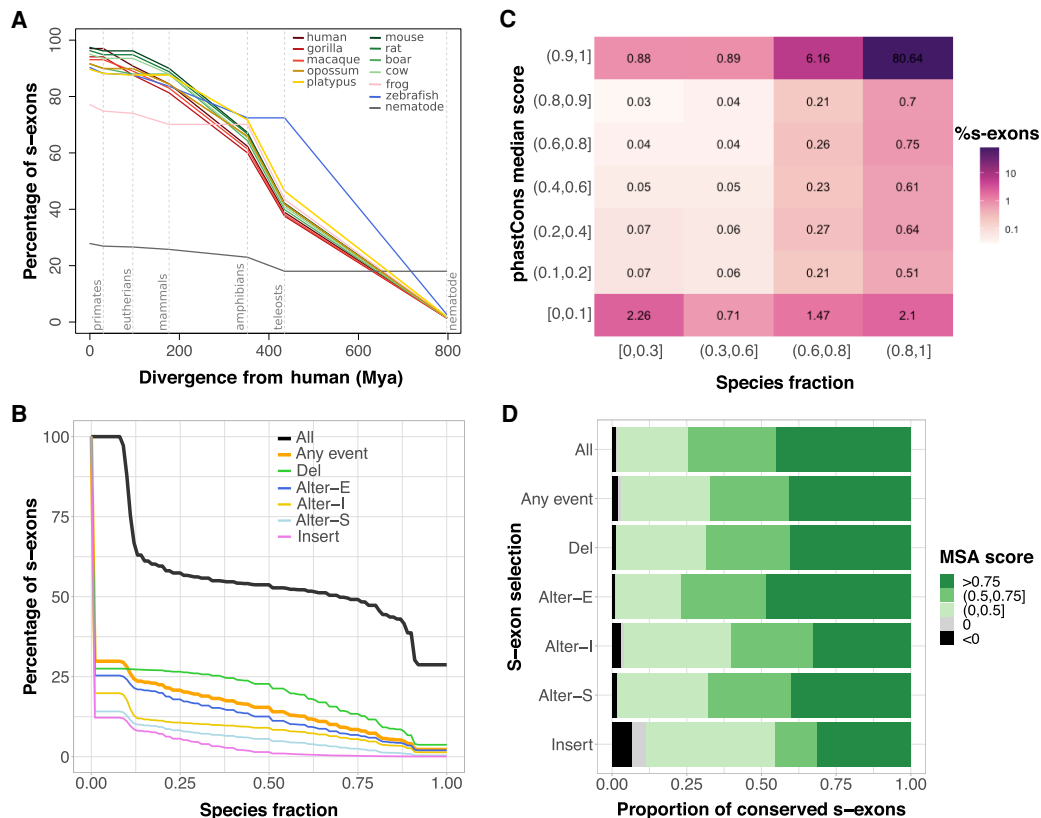 A
Percentage of s−exons
100
80
60
40
20
0
human
gorilla
macaque
opossum
platypus
mouse
rat
boar
cow
frog
zebrafish
nematode
primates
eutherians
mammals
amphibians
teleosts
nematode
0 200 400 600 800
Divergence from human (Mya)
C
phastCons median score
(0.9,1] 0.88 0.89 6.16 80.64
(0.8,0.9] 0.03 0.04 0.21 0.7
(0.6,0.8] 0.04 0.04 0.26 0.75
(0.4,0.6] 0.05 0.05 0.23 0.61
(0.2,0.4] 0.07 0.06 0.27 0.64
(0.1,0.2] 0.07 0.06 0.21 0.51
[0,0.1] 2.26 0.71 1.47 2.1
[0,0.3] (0.3,0.6] (0.6,0.8] (0.8,1]
Species fraction
%s−exons
10
1
0.1
B
Percentage of s−exons
100
75
50
25
0
All
Any event
Del
Alter−E
Alter−I
Alter−S
Insert
0.00 0.25 0.50 0.75 1.00
Species fraction
D
S−exon selection
All
Any event
Del
Alter−E
Alter−I
Alter−S
Insert
0.00 0.25 0.50 0.75 1.00
Proportion of conserved s−exons
MSA score
>0.75
(0.5,0.75]
(0,0.5]
0
<0